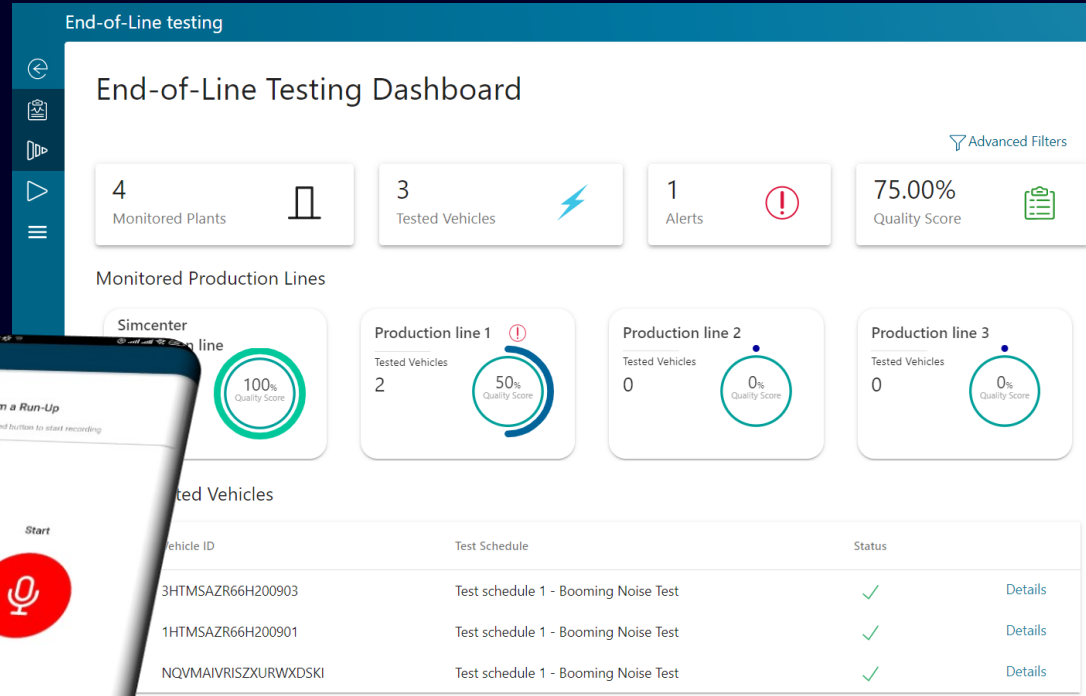 End-of-Line testing
End-of-Line Testing Dashboard
Advanced Filters
4
Monitored Plants
3
Tested Vehicles
1
Alerts
75.00%
Quality Score
Monitored Production Lines
Simcenter
line
100%
Quality Score
Production line 1
Tested Vehicles
2
50%
Quality Score
Production line 2
Tested Vehicles
0
0%
Quality Score
Production line 3
Tested Vehicles
0
0%
Quality Score
a Run-Up
button to start recording
Start
Vehicles
Vehicle ID
Test Schedule
Status
3HTMSAZR66H200903
Test schedule 1 - Booming Noise Test
Details
1HTMSAZR66H200901
Test schedule 1 - Booming Noise Test
Details
NQVMAIVRISZXURWXDSKI
Test schedule 1 - Booming Noise Test
Details